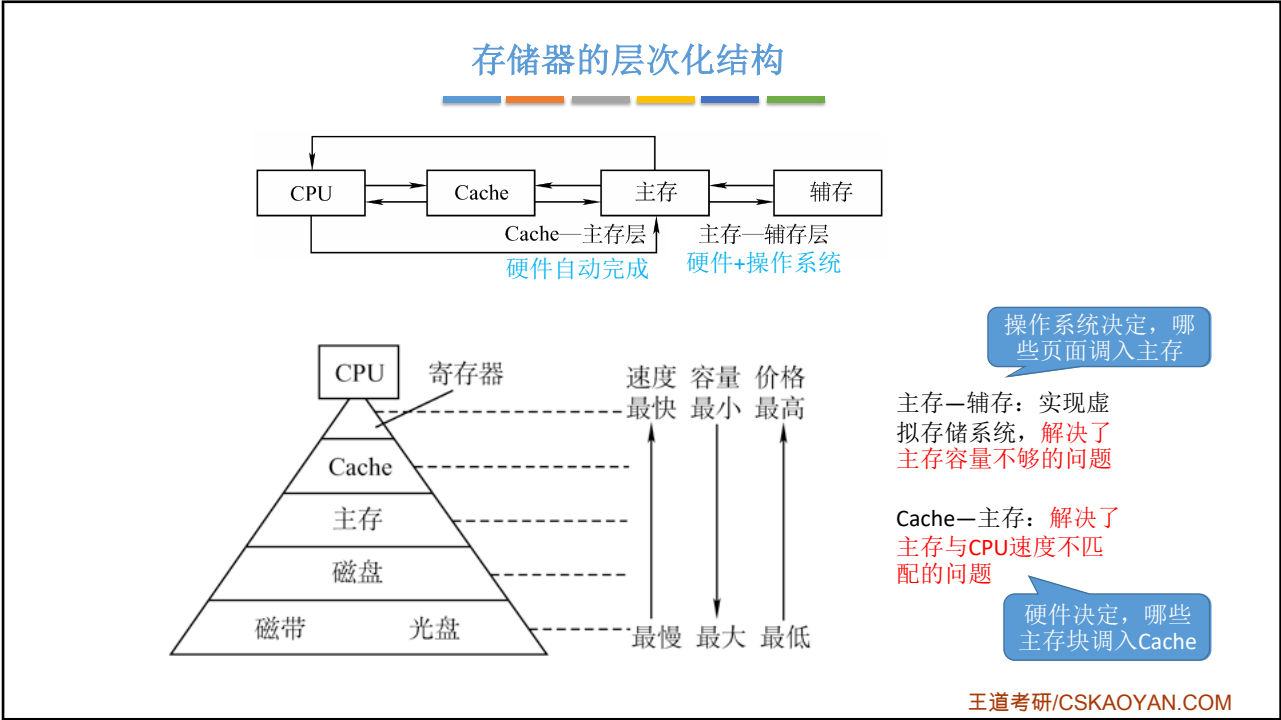 存储器的层次化结构
CPU
Cache
主存
辅存
Cache—主存层
主存—辅存层
硬件自动完成
硬件+操作系统
操作系统决定，哪
些页面调入主存
CPU
寄存器
Cache
主存
磁盘
磁带
光盘
速度 容量 价格
最快 最小 最高
最慢 最大 最低
主存—辅存：实现虚
拟存储系统，解决了
主存容量不够的问题
Cache—主存：解决了
主存与CPU速度不匹
配的问题
硬件决定，哪些
主存块调入Cache
王道考研/CSKAOYAN.COM